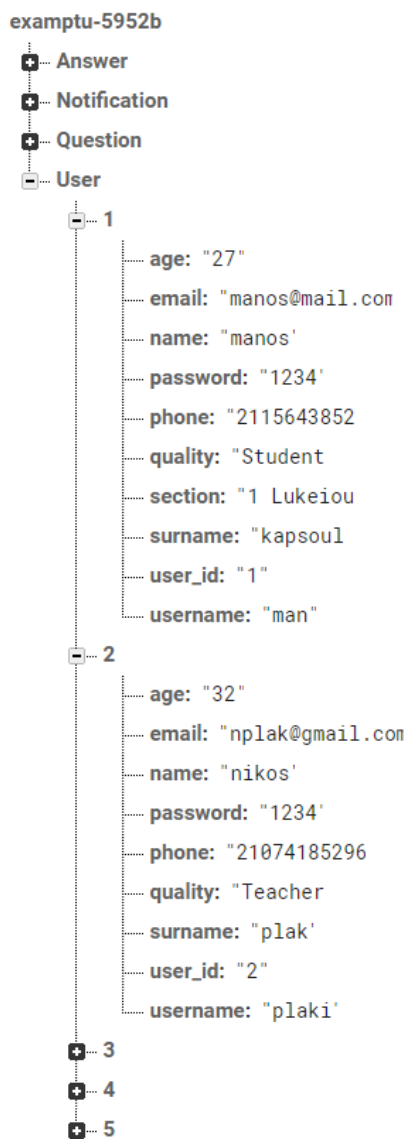 examptu-5952b
Answer
Notification
Question
User
1
age: "27"
email: "manos@mail.com
name: "manos'
password: "1234'
phone: "2115643852
quality: "Student
section: "1 Lukeiou
surname: "kapsoul
user_id: "1"
username: "man"
2
age: "32"
email: "nplak@gmail.com
name: "nikos'
password: "1234'
phone: "21074185296
quality: "Teacher
surname: "plak'
user_id: "2"
username: "plaki'
3
4
5